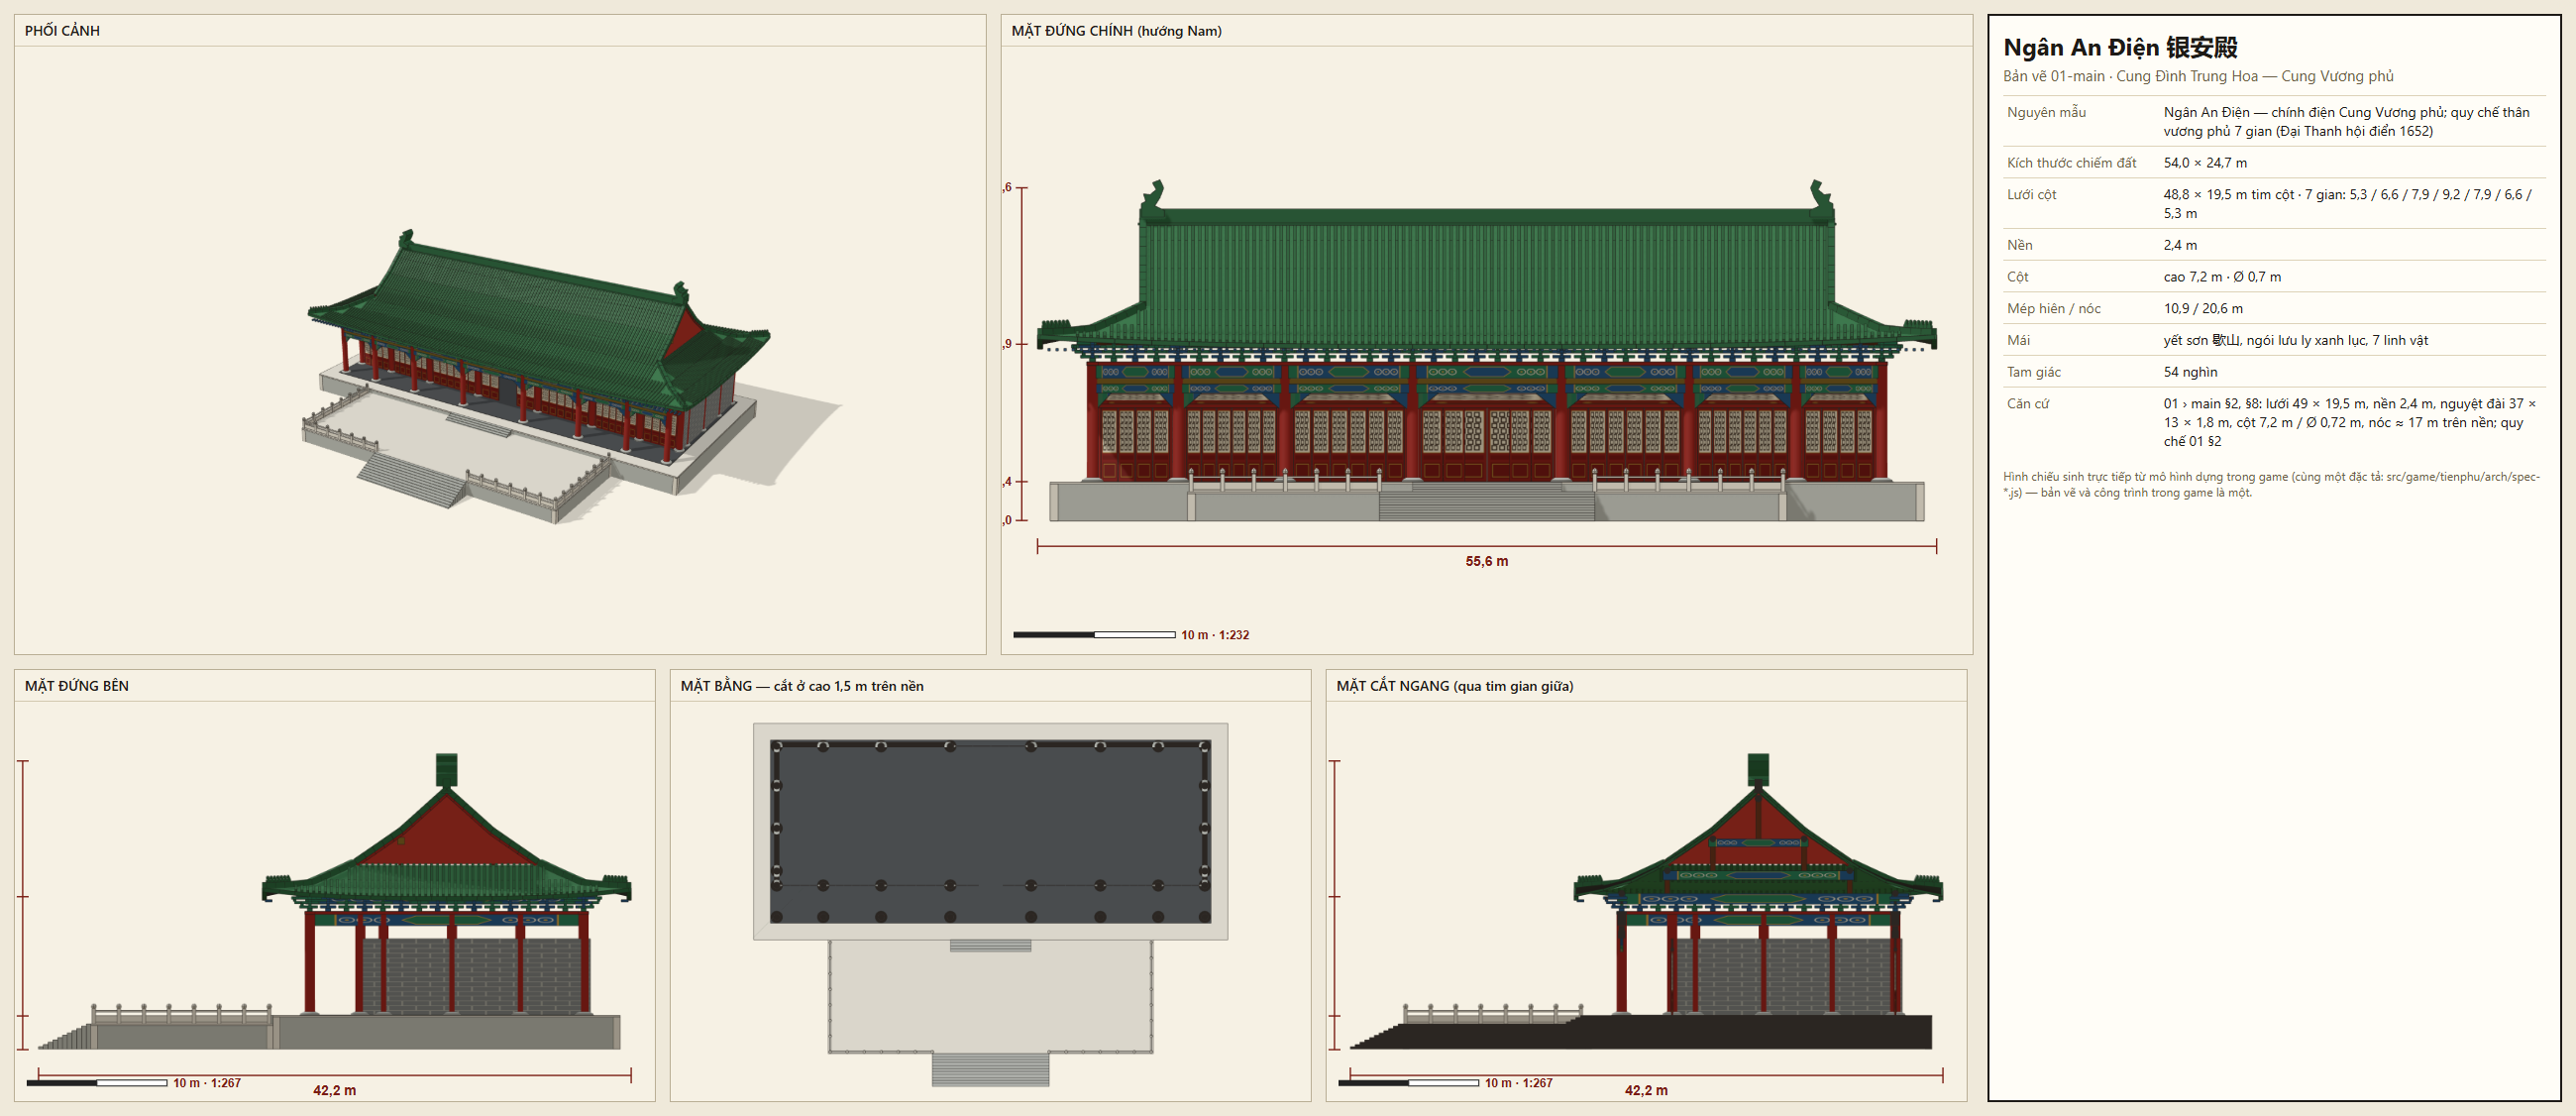 PHỐI CẢNH
MẶT ĐỨNG CHÍNH (hướng Nam)
,6
,9
,4
,0
55,6 m
10 m · 1:232
MẶT ĐỨNG BÊN
10 m · 1:267
42,2 m
MẶT BẰNG — cắt ở cao 1,5 m trên nền
MẶT CẮT NGANG (qua tim gian giữa)
10 m · 1:267
42,2 m
Ngân An Điện 银安殿
Bản vẽ 01-main · Cung Đình Trung Hoa — Cung Vương phủ
Nguyên mẫu Ngân An Điện — chính điện Cung Vương phủ; quy chế thân
vương phủ 7 gian (Đại Thanh hội điển 1652)
Kích thước chiếm đất 54,0 × 24,7 m
Lưới cột 48,8 × 19,5 m tim cột · 7 gian: 5,3 / 6,6 / 7,9 / 9,2 / 7,9 / 6,6 /
5,3 m
Nền 2,4 m
Cột cao 7,2 m · Ø 0,7 m
Mép hiên / nóc 10,9 / 20,6 m
Mái yết sơn 歇山, ngói lưu ly xanh lục, 7 linh vật
Tam giác 54 nghìn
Căn cứ 01 › main §2, §8: lưới 49 × 19,5 m, nền 2,4 m, nguyệt đài 37 ×
13 × 1,8 m, cột 7,2 m / Ø 0,72 m, nóc ≈ 17 m trên nền; quy
chế 01 §2
Hình chiếu sinh trực tiếp từ mô hình dựng trong game (cùng một đặc tả: src/game/tienphu/arch/spec-
*.js) — bản vẽ và công trình trong game là một.